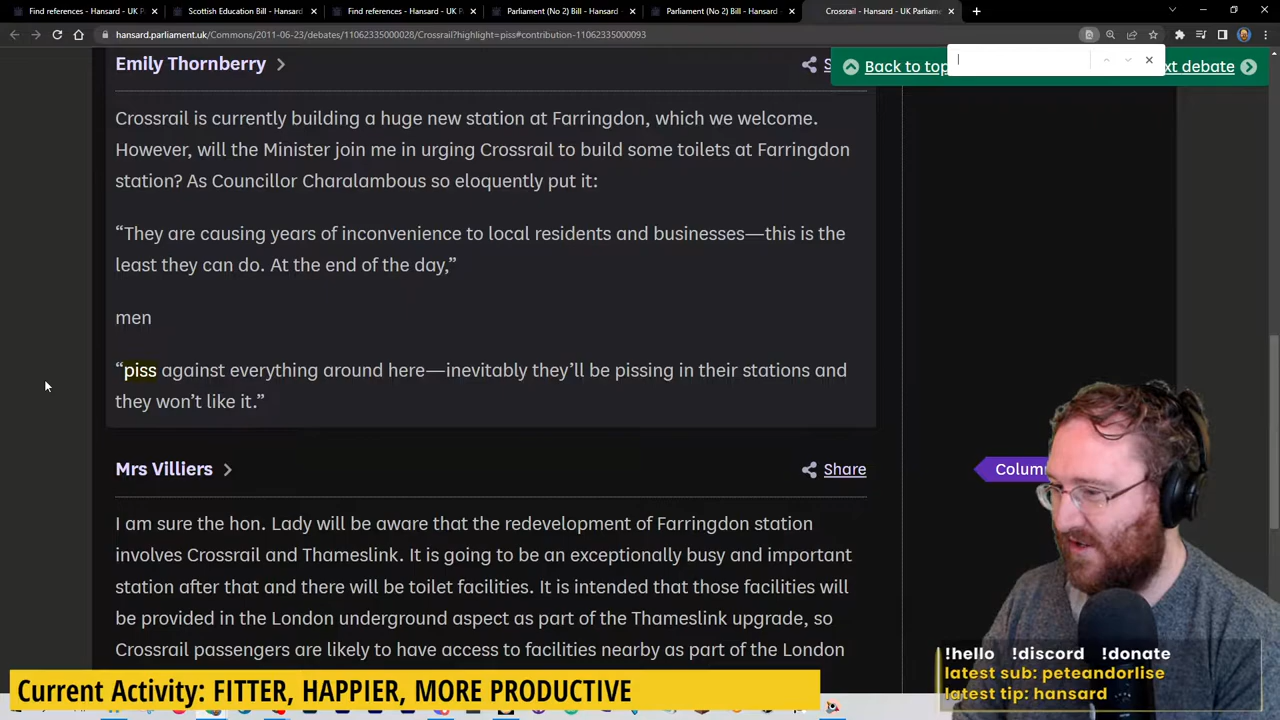 Find references - Hansard - UK P
Scottish Education Bill - Hansard
Find references - Hansard - UK P
Parliament (No 2) Bill - Hansard
Parliament (No 2) Bill - Hansard
Crossrail - Hansard - UK Parliam
hansard.parliament.uk/Commons/2011-06-23/debates/11062335000028/Crossrail?highlight=piss#contribution-11062335000093
Emily Thornberry
S
Back to top
xt debate
Crossrail is currently building a huge new station at Farringdon, which we welcome.
However, will the Minister join me in urging Crossrail to build some toilets at Farringdon
station? As Councillor Charalambous so eloquently put it:
“They are causing years of inconvenience to local residents and businesses—this is the
least they can do. At the end of the day,”
men
“piss against everything around here—inevitably they’ll be pissing in their stations and
they won’t like it.”
Mrs Villiers
Share
Colum
I am sure the hon. Lady will be aware that the redevelopment of Farringdon station
involves Crossrail and Thameslink. It is going to be an exceptionally busy and important
station after that and there will be toilet facilities. It is intended that those facilities will
be provided in the London underground aspect as part of the Thameslink upgrade, so
Crossrail passengers are likely to have access to facilities nearby as part of the London
!hello !discord !donate
latest sub: peteandorlise
latest tip: hansard
Current Activity: FITTER, HAPPIER, MORE PRODUCTIVE